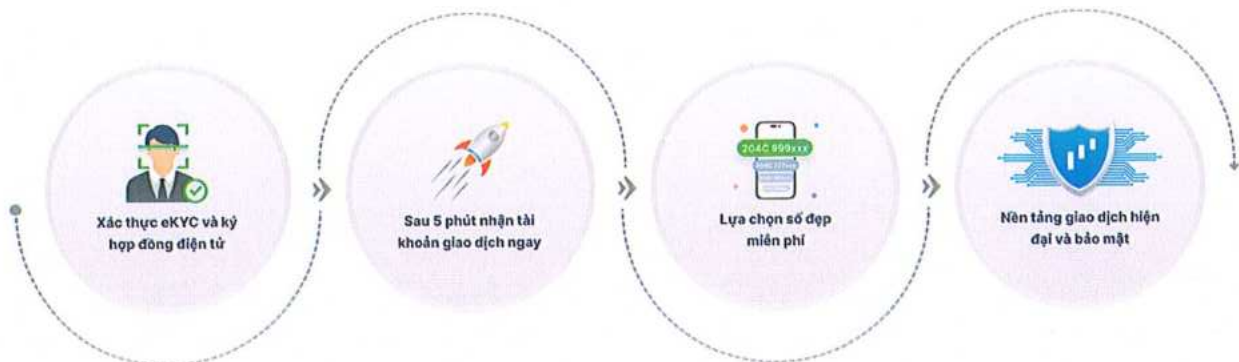 Xác thực eKYC và ký
hợp đồng điện tử
Sau 5 phút nhận tài
khoản giao dịch ngay
204C 999xxx
Lựa chọn số đẹp
miễn phí
Nền tảng giao dịch hiện
đại và bảo mật